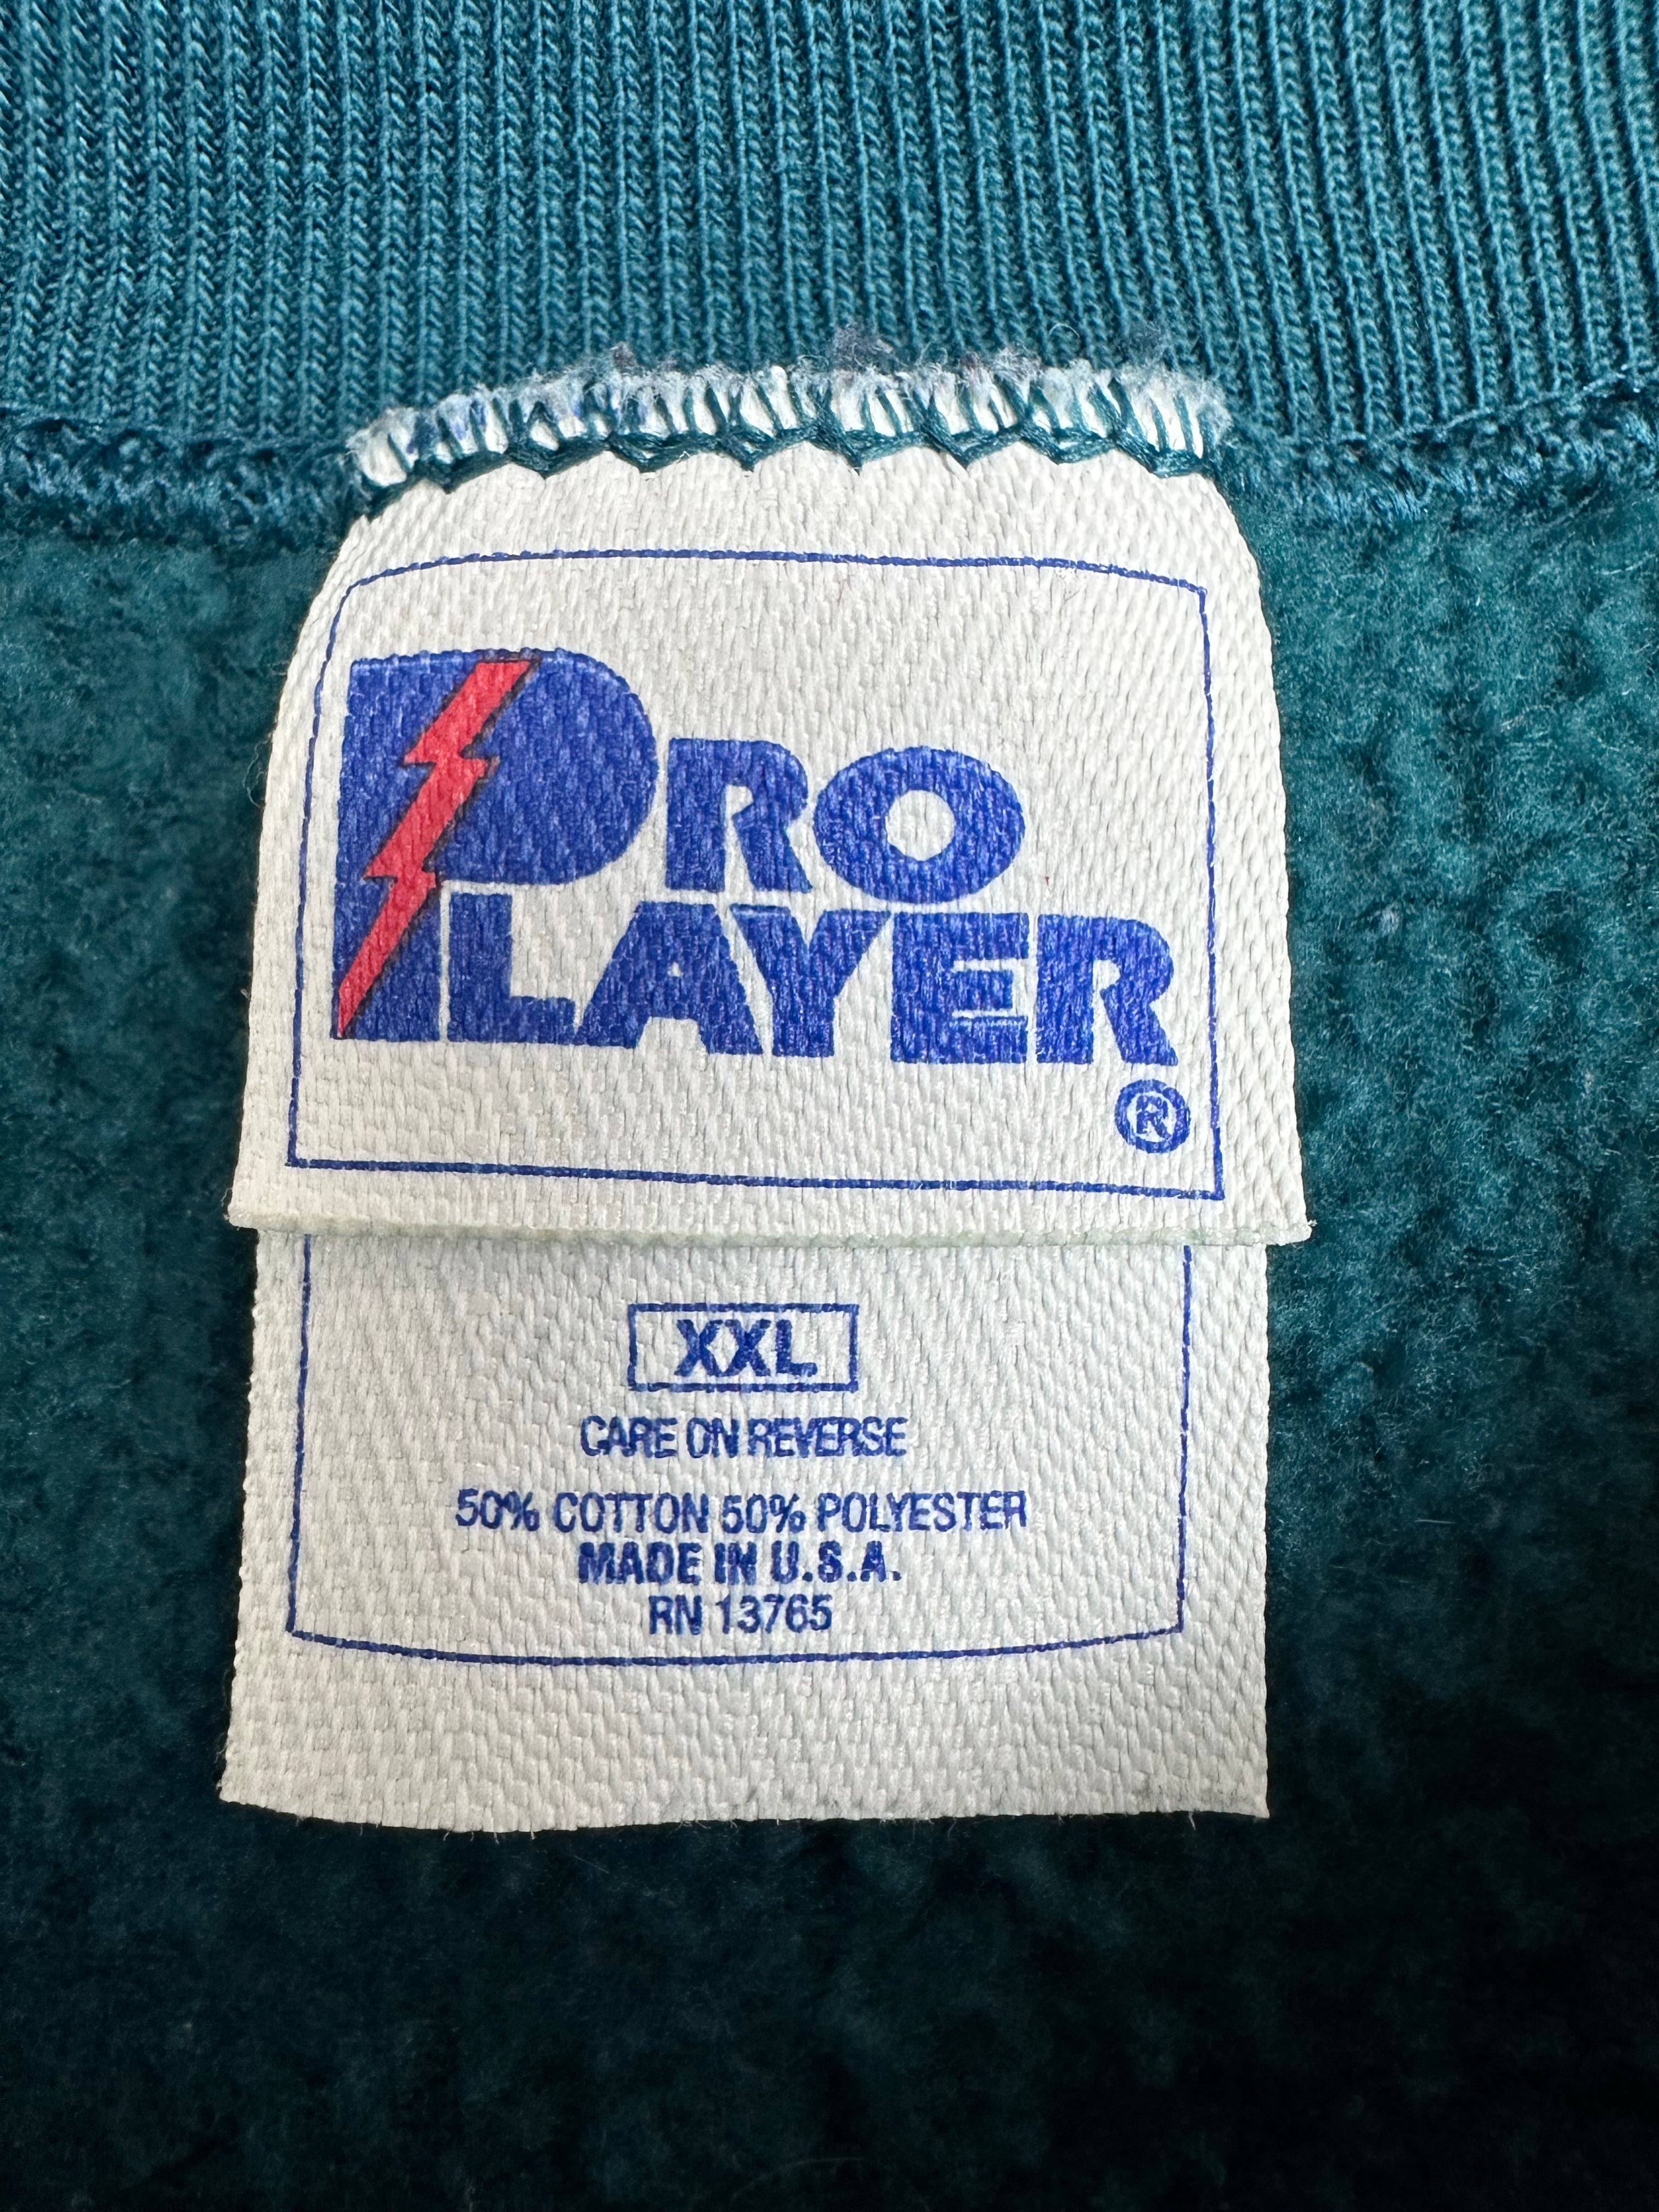 PRO
PLAYER
®
XXL
CARE ON REVERSE
50% COTTON 50% POLYESTER
MADE IN U.S.A.
RN 13765